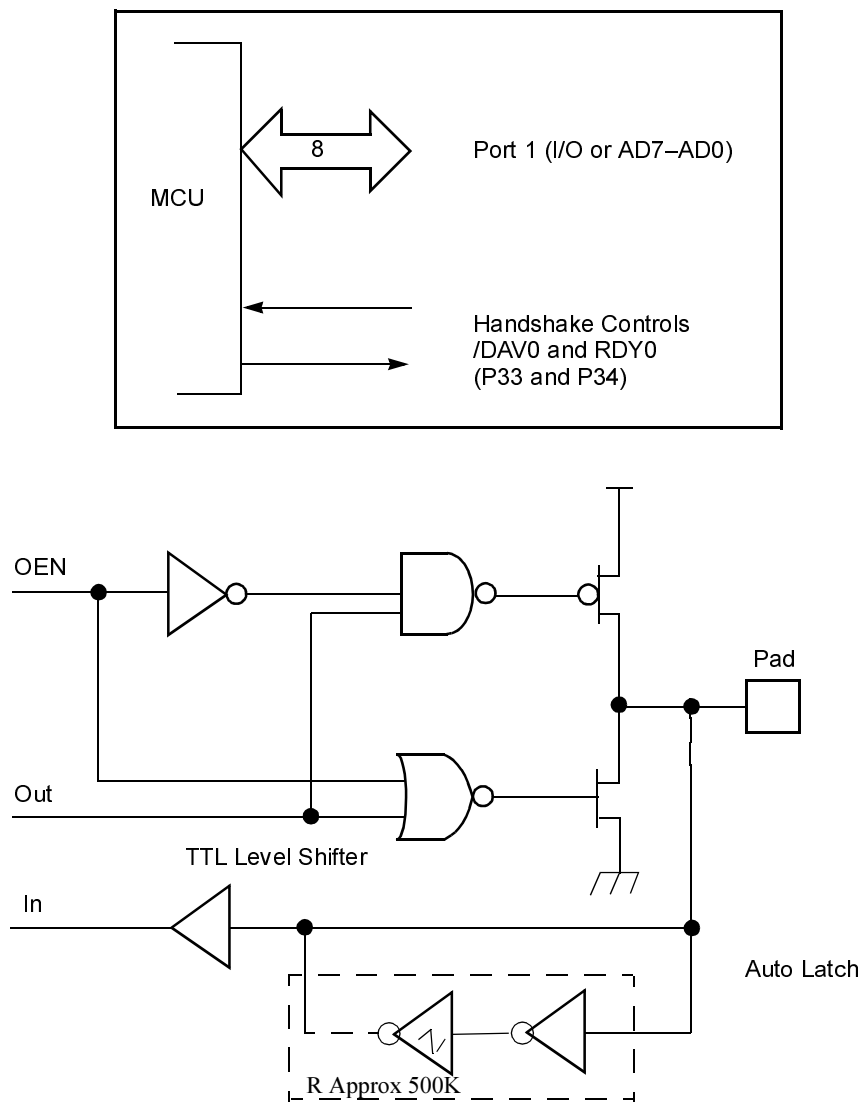 8
Port 1 (I/O or AD7–AD0)
MCU
Handshake Controls
/DAV0 and RDY0
(P33 and P34)
OEN
Pad
Out
TTL Level Shifter
In
Auto Latch
R Approx 500K